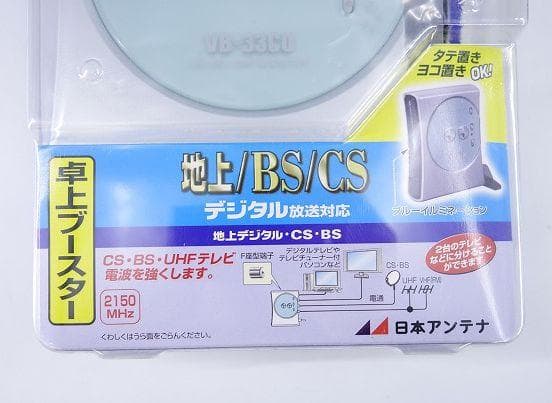 VB-33CU
タテ置き
ヨコ置き OK!
ブルーイルミネーション
卓上ブースター
地上/BS/CS
デジタル放送対応
地上デジタル・CS・BS
CS・BS・UHFテレビ
電波を強くします。
2150
MHz
くわしくはうら面をごらんください。
F座型端子
デジタルテレビや
テレビチューナー付
パソコンなど
CS・BS
UHF VHF(FM)
電通
2台のテレビ
などに分けることが
できます。
日本アンテナ